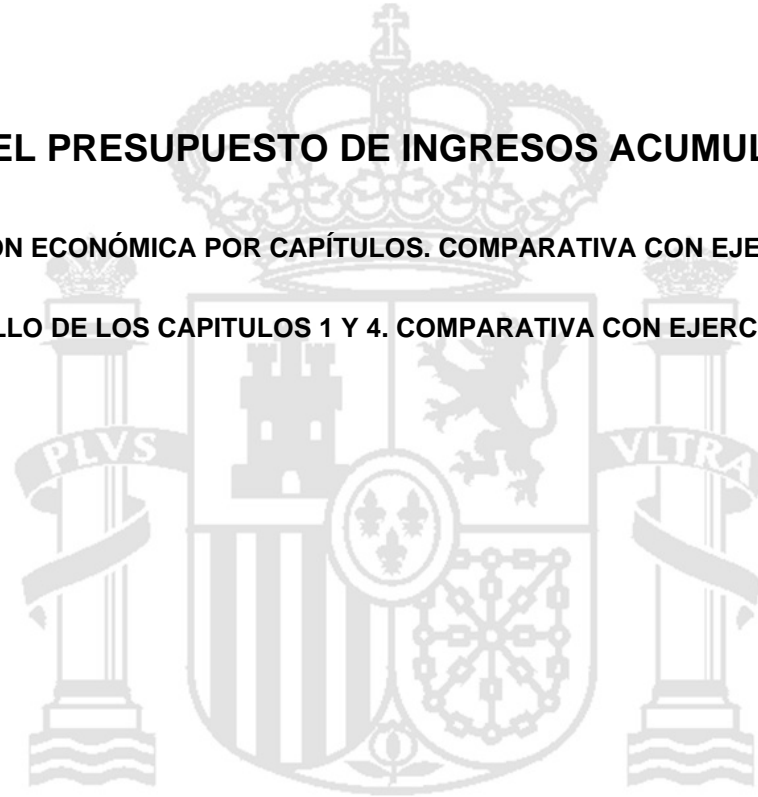 EL PRESUPUESTO DE INGRESOS ACUMUL
ÓN ECONÓMICA POR CAPÍTULOS. COMPARATIVA CON EJE
LLO DE LOS CAPITULOS 1 Y 4. COMPARATIVA CON EJERC
PLVS VLTRA